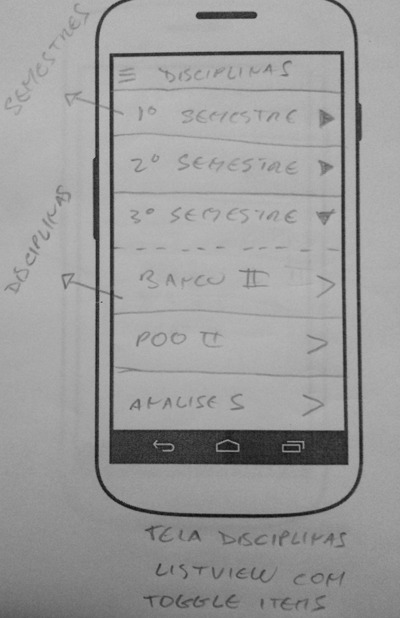 SEMESTRES
DISCIPLINAS
1º SEMESTRE
2º SEMESTRE
3º SEMESTRE
DISCIPLINAS
BANCO II
POO II
ANALISE S
TELA DISCIPLINAS
LISTVIEW COM
TOGGLE ITEMS